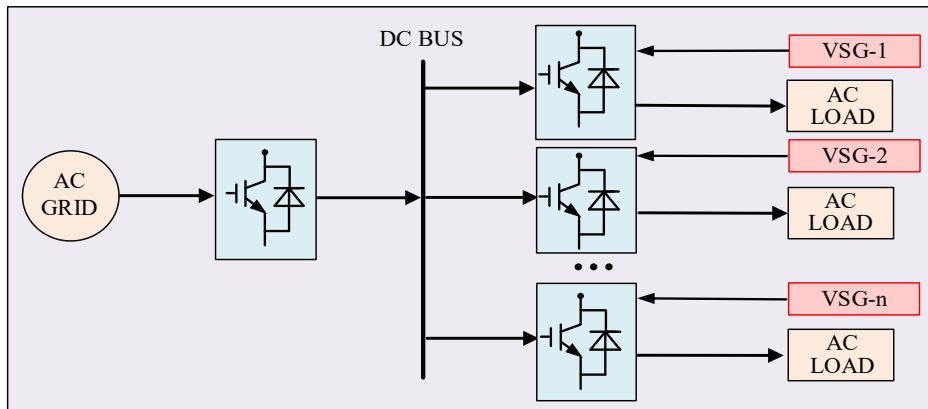 DC BUS
VSG-1
AC
LOAD
VSG-2
AC
GRID
AC
LOAD
VSG-n
AC
LOAD